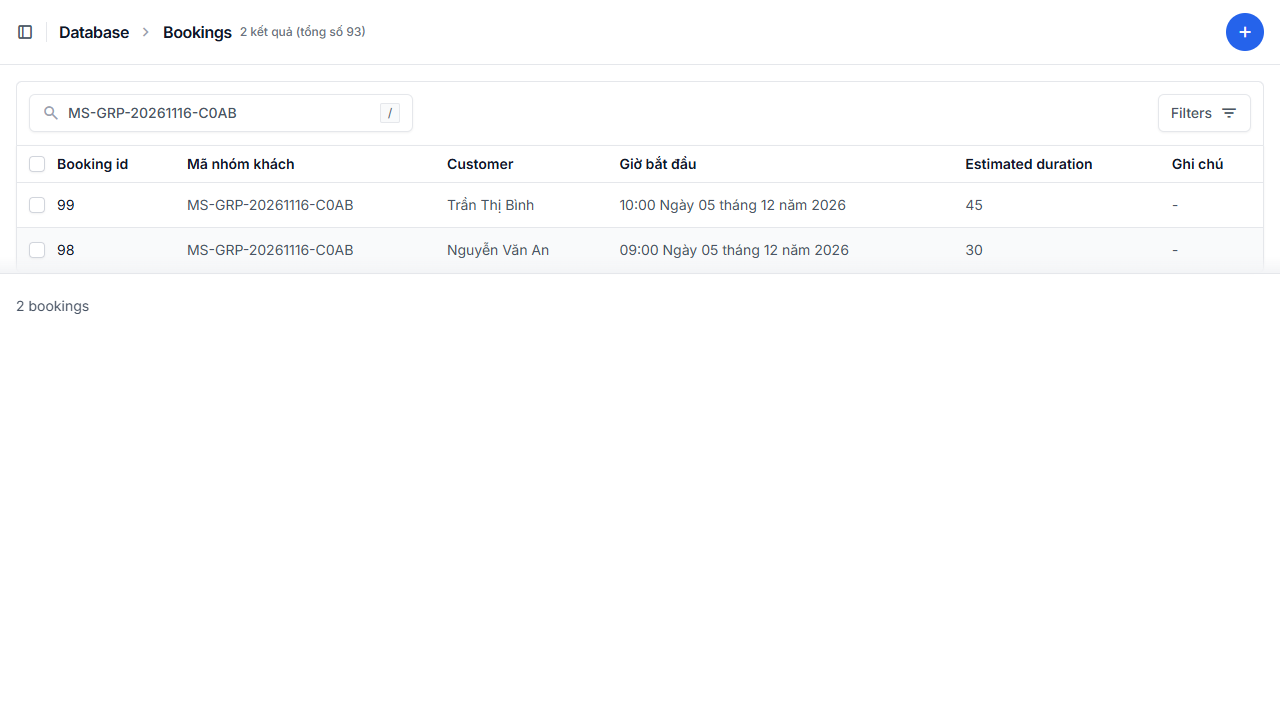 Database > Bookings 2 kết quả (tổng số 93)
MS-GRP-20261116-C0AB /
Filters
Booking id Mã nhóm khách Customer Giờ bắt đầu Estimated duration Ghi chú
99 MS-GRP-20261116-C0AB Trần Thị Bình 10:00 Ngày 05 tháng 12 năm 2026 45 -
98 MS-GRP-20261116-C0AB Nguyễn Văn An 09:00 Ngày 05 tháng 12 năm 2026 30 -
2 bookings